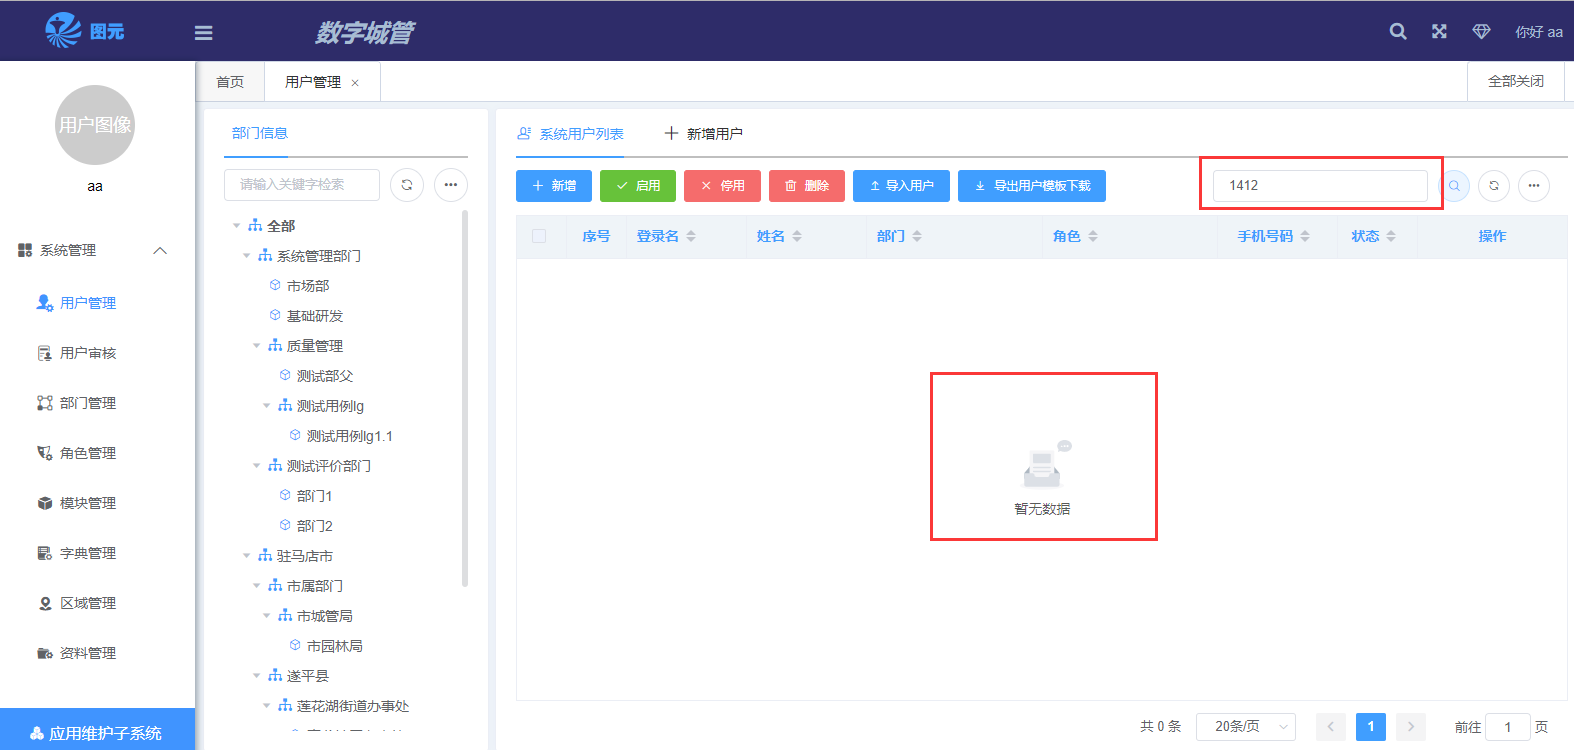 图元
数字城管
你好 aa
首页
用户管理 ×
全部关闭
用户图像
aa
系统管理
用户管理
用户审核
部门管理
角色管理
模块管理
字典管理
区域管理
资料管理
应用维护子系统
部门信息
请输入关键字检索
全部
系统管理部门
市场部
基础研发
质量管理
测试部父
测试用例lg
测试用例lg1.1
测试评价部门
部门1
部门2
驻马店市
市属部门
市城管局
市园林局
遂平县
莲花湖街道办事处
系统用户列表
新增用户
新增 启用 停用 删除 导入用户 导出用户模板下载
1412
序号 登录名 姓名 部门 角色 手机号码 状态 操作
暂无数据
共 0 条 20条/页 1 前往 1 页